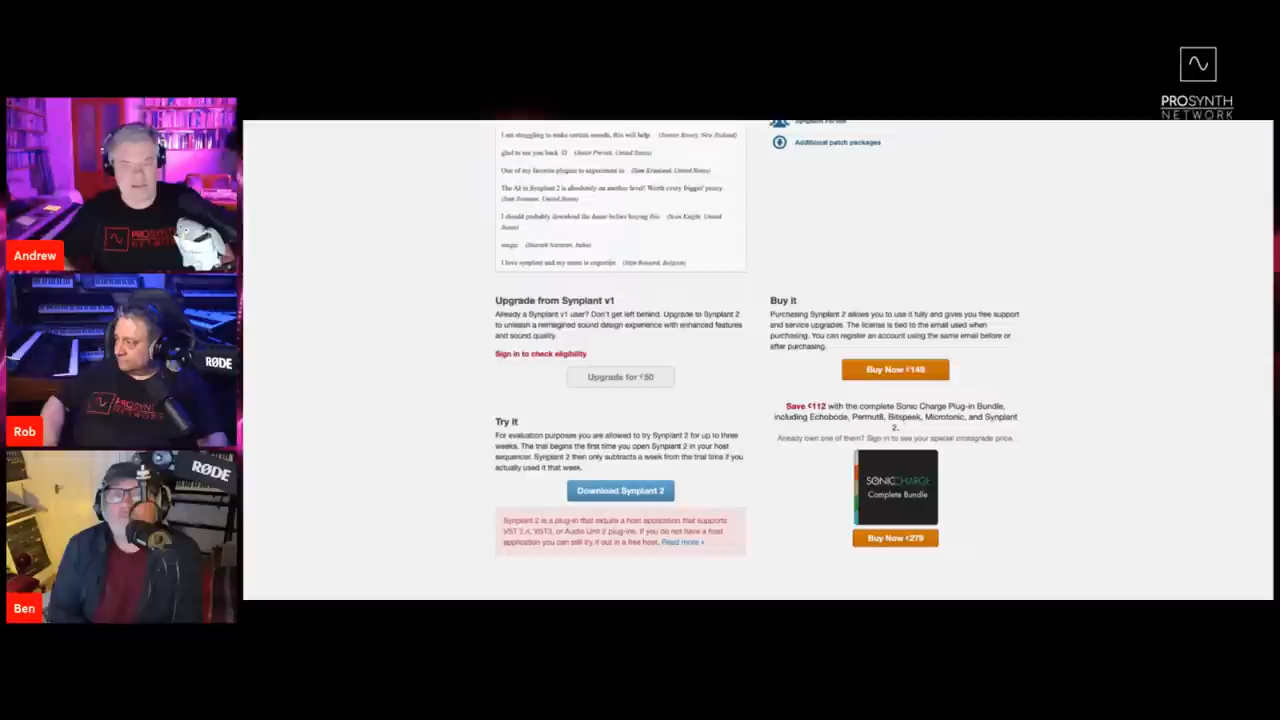 PROSYNTH
NETWORK
Andrew
PROSYNTH
NETWORK
RØDE
Rob
PROSYNTH
NETWORK
RØDE
Ben
I am struggling to make certain sounds, this will help.
glad to see you back :D
One of my favorite plugins to experiment in.
The AI in Synplant 2 is absolutely on another level! Worth every friggin' penny.
I should probably download the demo before buying this
magic
I love synplant and my name is
Additional patch packages
Upgrade from Synplant v1
Already a Synplant v1 user? Don't get left behind. Upgrade to Synplant 2
to unleash a reimagined sound design experience with enhanced features
and sound quality.
Sign in to check eligibility
Upgrade for €50
Try it
For evaluation purposes you are allowed to try Synplant 2 for up to three
weeks. The trial begins the first time you open Synplant 2 in your host
sequencer. Synplant 2 then only subtracts a week from the trial time if you
actually used it that week.
Download Synplant 2
Synplant 2 is a plug-in that require a host application that supports
VST 2.4, VST3, or Audio Unit 2 plug-ins. If you do not have a host
application you can still try it out in a free host. Read more ›
Buy it
Purchasing Synplant 2 allows you to use it fully and gives you free support
and service upgrades. The license is tied to the email used when
purchasing. You can register an account using the same email before or
after purchasing.
Buy Now €149
Save €112 with the complete Sonic Charge Plug-in Bundle,
including Echobode, Permut8, Bitspeek, Microtonic, and Synplant
2.
Already own one of them? Sign in to see your special crossgrade price.
SONICCHARGE
Complete Bundle
Buy Now €279